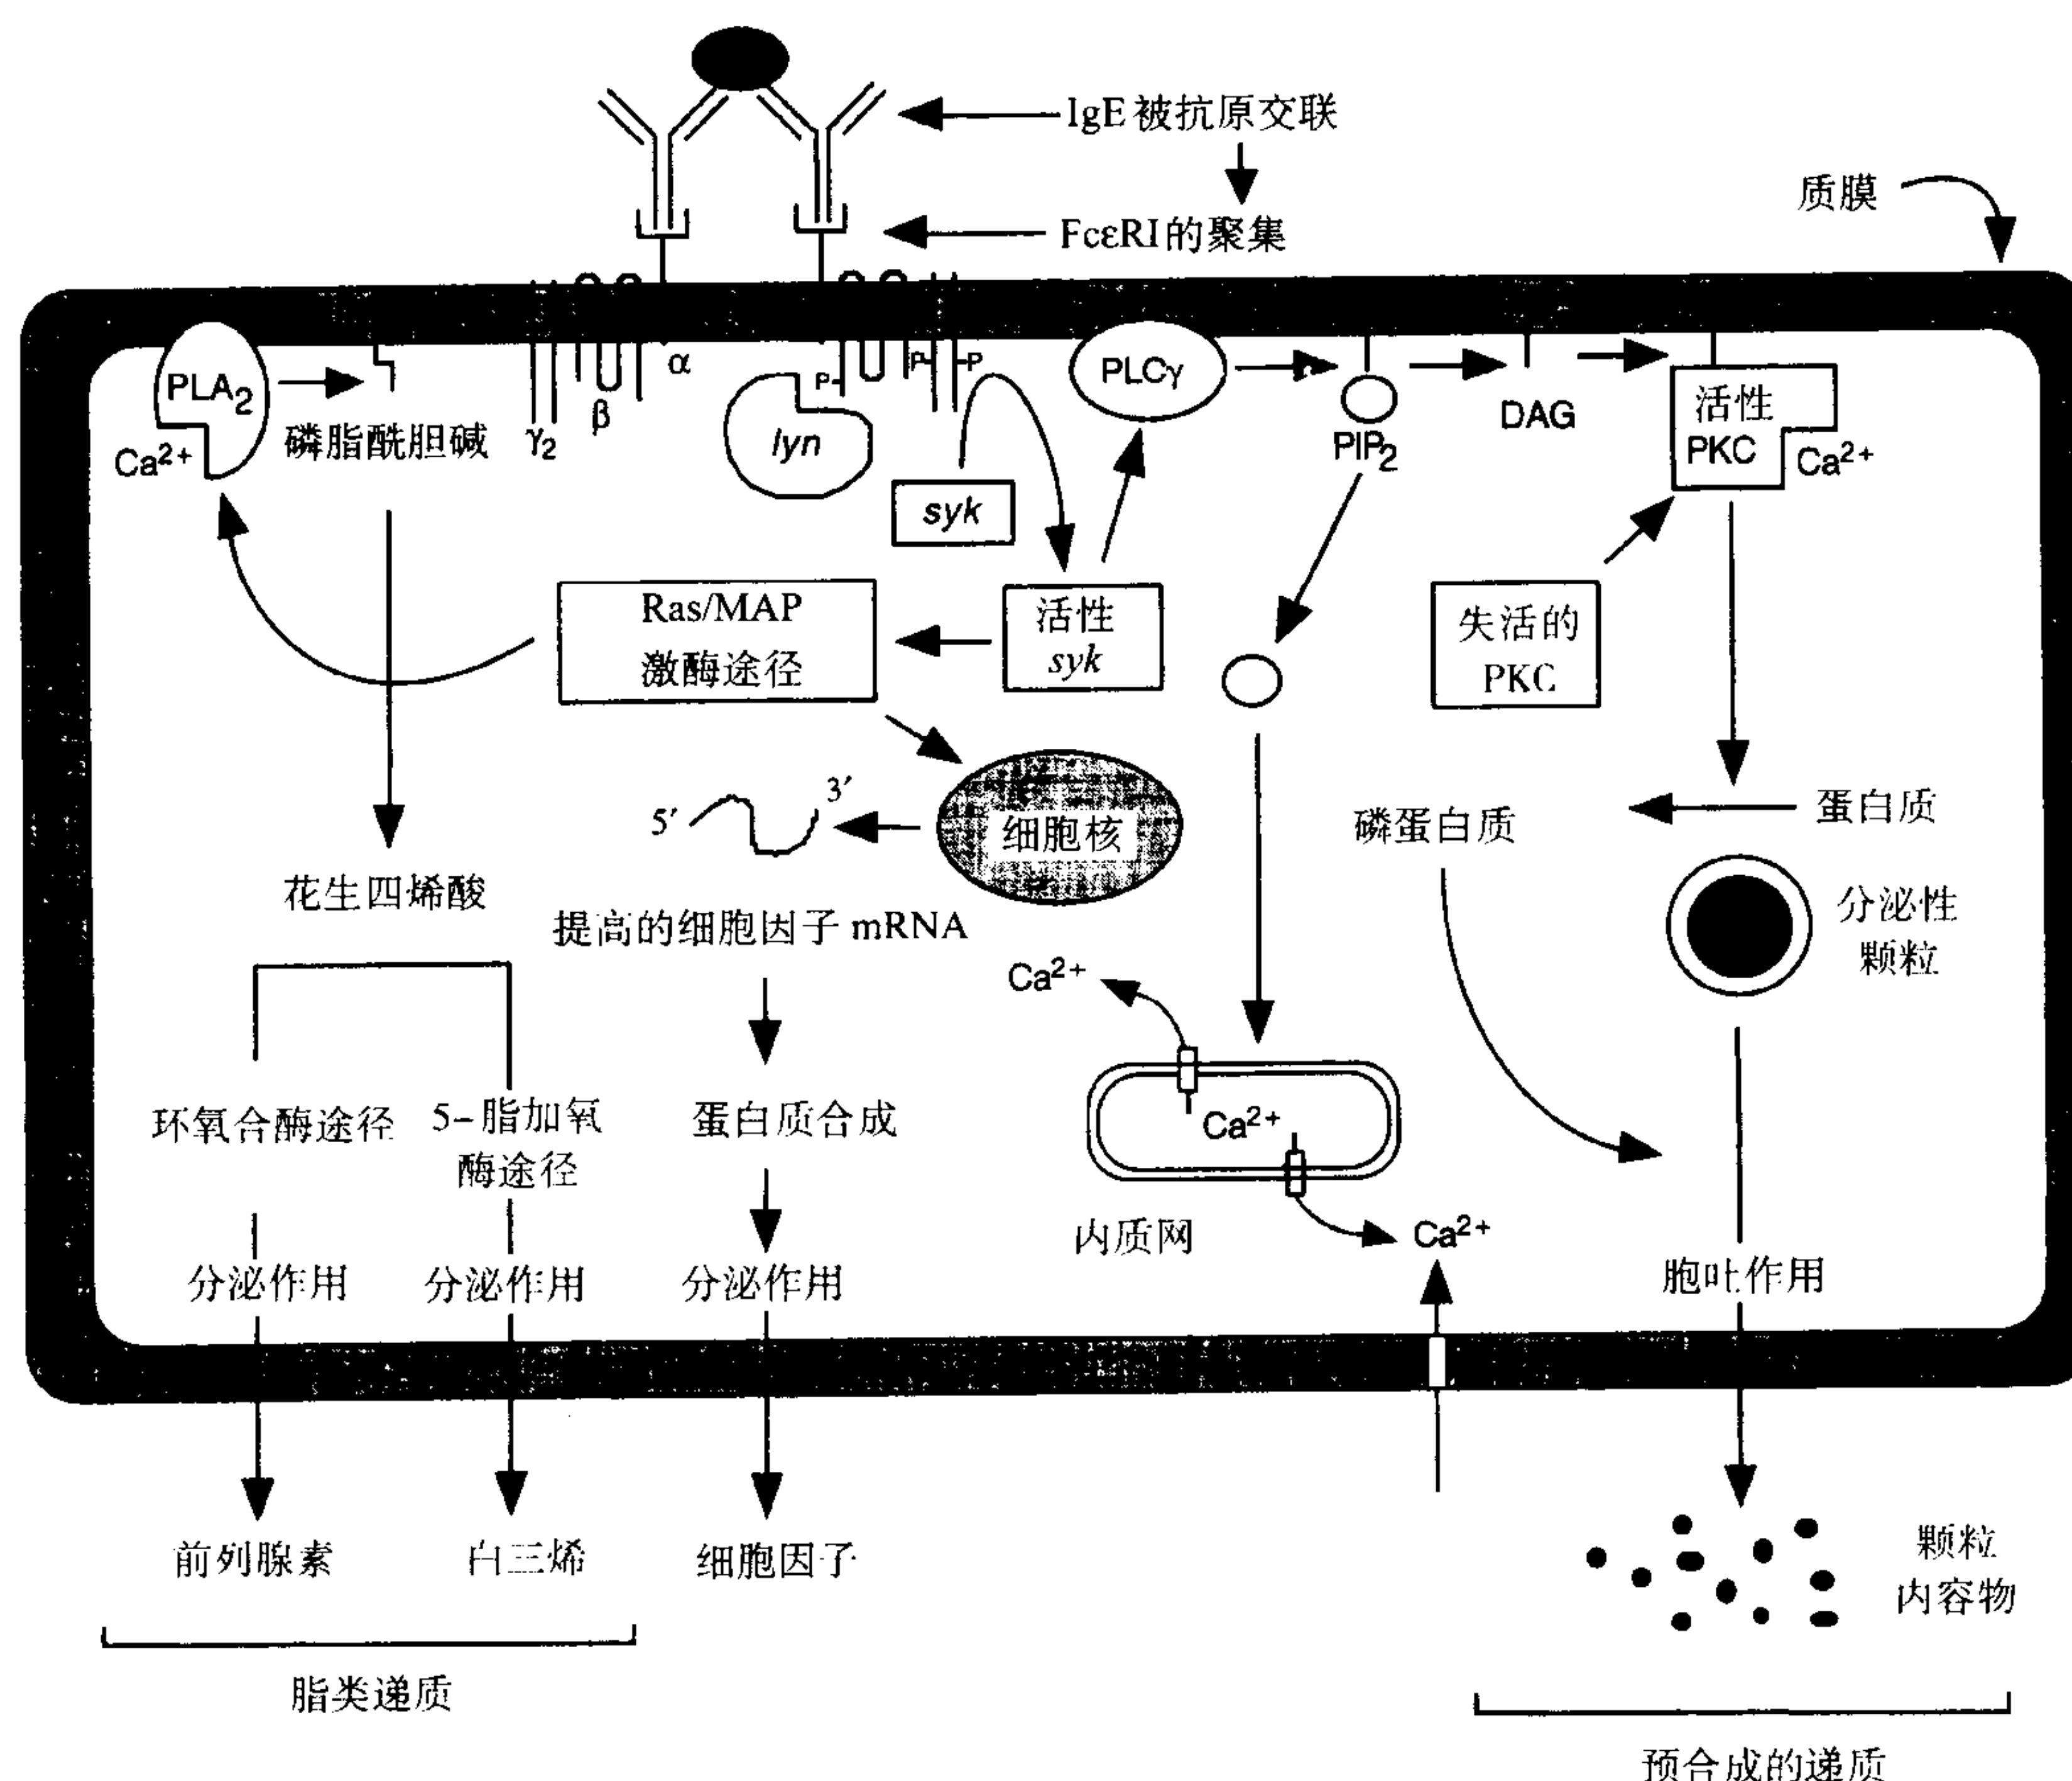 IgE被抗原交联
质膜
FcεRI的聚集
PLA2
Ca2+
磷脂酰胆碱
γ2
β
α
P
P
P
lyn
syk
PLCγ
PIP2
DAG
活性
PKC
Ca2+
Ras/MAP
激酶途径
活性
syk
失活的
PKC
5′
3′
细胞核
磷蛋白质
蛋白质
花生四烯酸
提高的细胞因子 mRNA
分泌性
颗粒
Ca2+
环氧合酶途径
5-脂加氧
酶途径
蛋白质合成
Ca2+
内质网
Ca2+
分泌作用
分泌作用
分泌作用
胞吐作用
前列腺素
白三烯
细胞因子
颗粒
内容物
脂类递质
预合成的递质